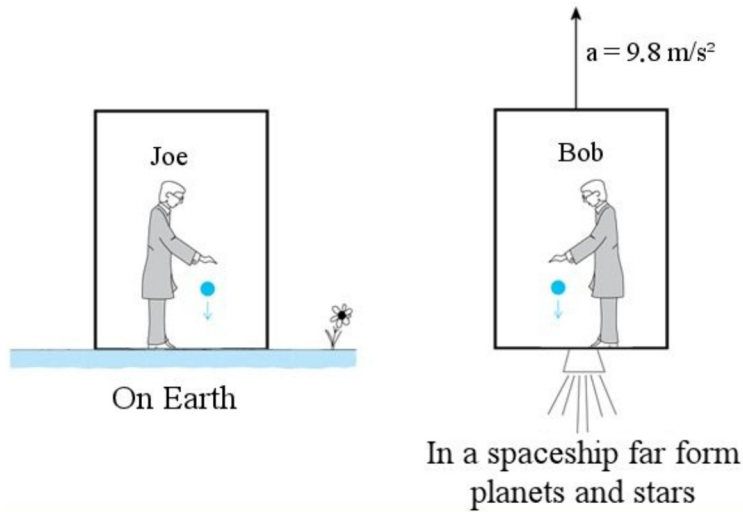 a = 9.8 m/s²
Joe
Bob
On Earth
In a spaceship far form
planets and stars